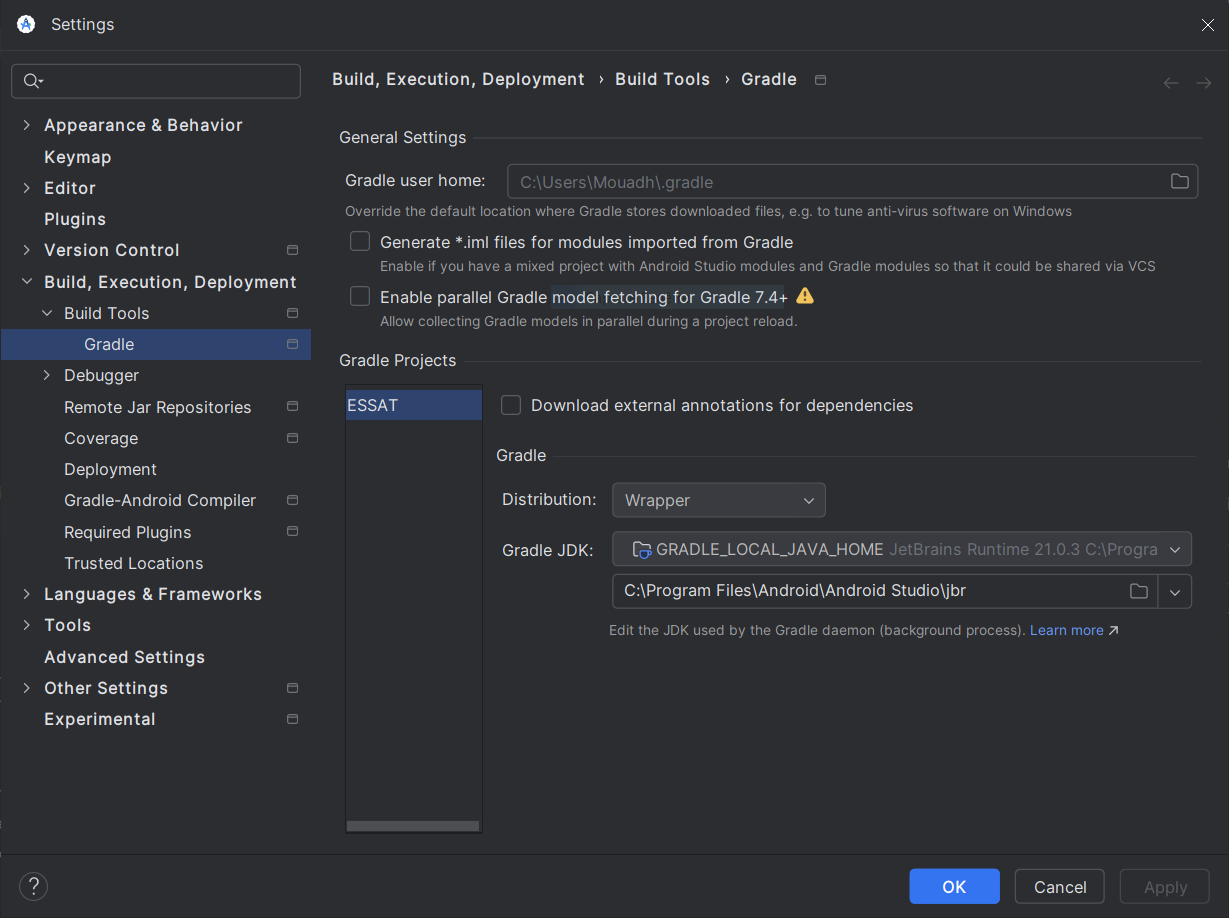 Settings
Build, Execution, Deployment › Build Tools › Gradle
Appearance & Behavior
Keymap
Editor
Plugins
Version Control
Build, Execution, Deployment
Build Tools
Gradle
Debugger
Remote Jar Repositories
Coverage
Deployment
Gradle-Android Compiler
Required Plugins
Trusted Locations
Languages & Frameworks
Tools
Advanced Settings
Other Settings
Experimental
General Settings
Gradle user home: C:\Users\Mouadh\.gradle
Override the default location where Gradle stores downloaded files, e.g. to tune anti-virus software on Windows
Generate *.iml files for modules imported from Gradle
Enable if you have a mixed project with Android Studio modules and Gradle modules so that it could be shared via VCS
Enable parallel Gradle model fetching for Gradle 7.4+
Allow collecting Gradle models in parallel during a project reload.
Gradle Projects
ESSAT
Download external annotations for dependencies
Gradle
Distribution: Wrapper
Gradle JDK: GRADLE_LOCAL_JAVA_HOME JetBrains Runtime 21.0.3 C:\Progra
C:\Program Files\Android\Android Studio\jbr
Edit the JDK used by the Gradle daemon (background process). Learn more ↗
? OK Cancel Apply